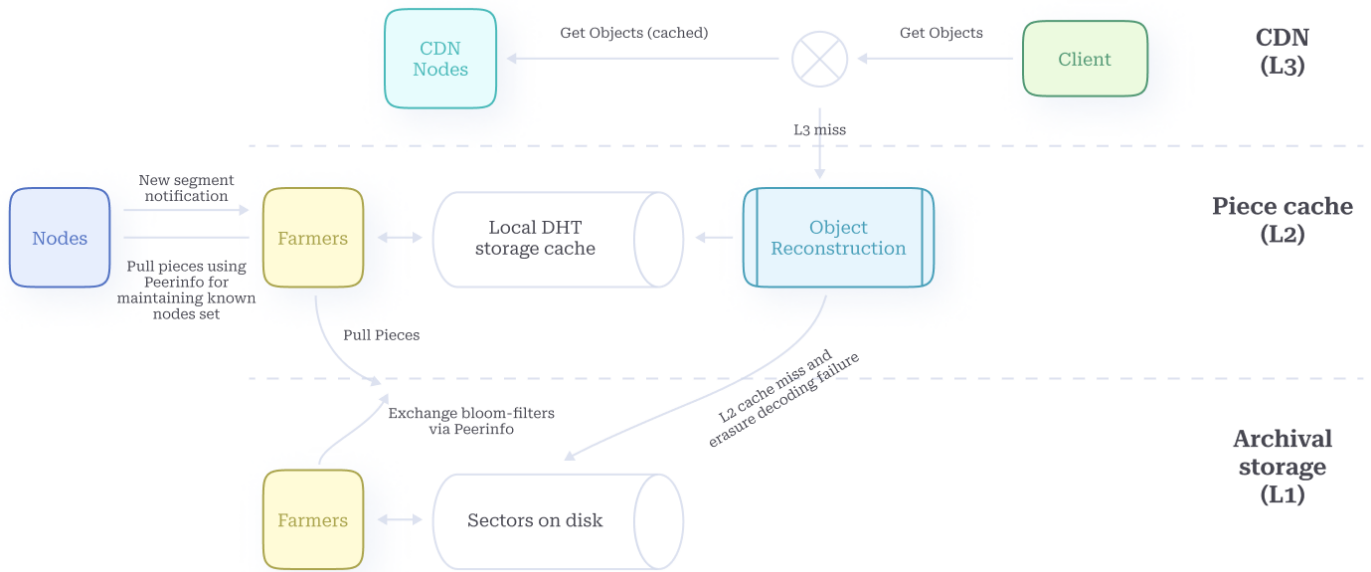 Get Objects (cached)
Get Objects
CDN
Nodes
Client
CDN
(L3)
L3 miss
New segment
notification
Nodes
Farmers
Local DHT
storage cache
Object
Reconstruction
Piece cache
(L2)
Pull pieces using
Peerinfo for
maintaining known
nodes set
Pull Pieces
L2 cache miss and
erasure decoding failure
Exchange bloom-filters
via Peerinfo
Archival
storage
(L1)
Farmers
Sectors on disk